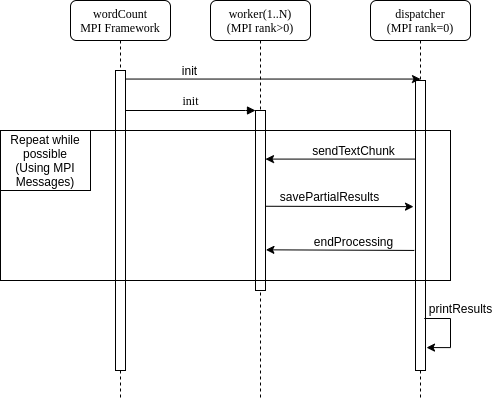 wordCount
MPI Framework
worker(1..N)
(MPI rank>0)
dispatcher
(MPI rank=0)
init
init
Repeat while
possible
(Using MPI
Messages)
sendTextChunk
savePartialResults
endProcessing
printResults